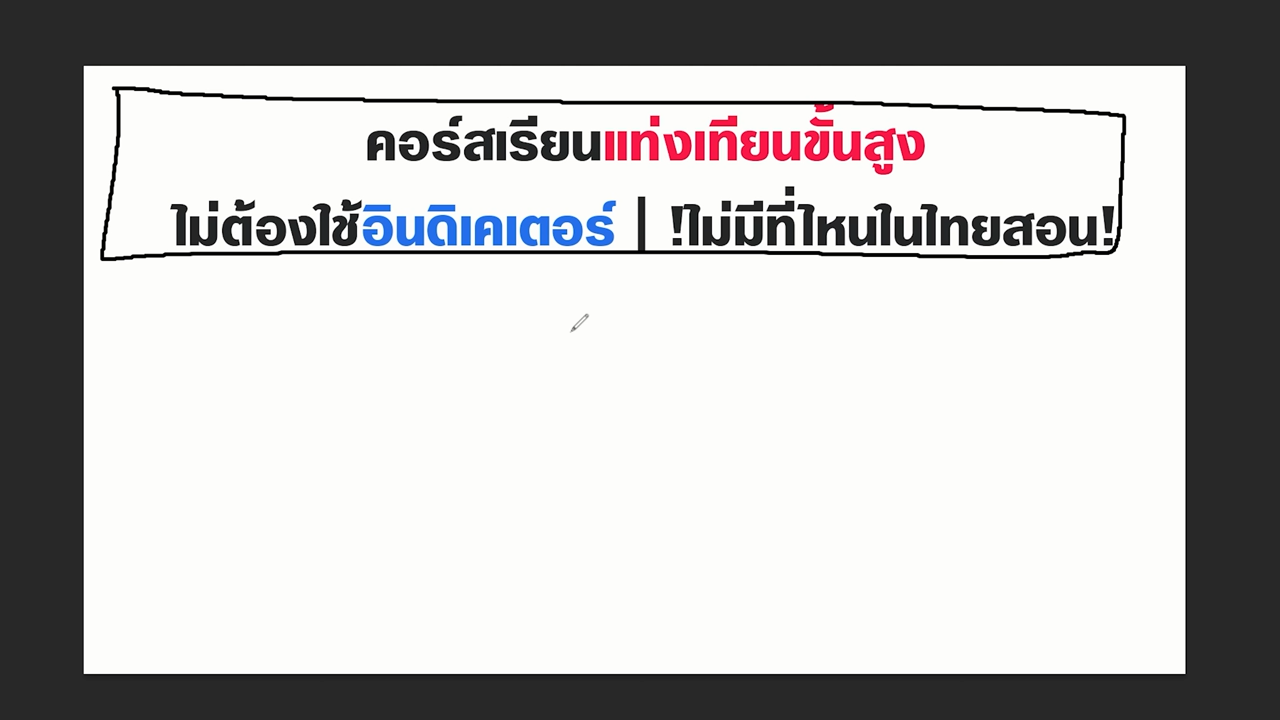 คอร์สเรียนแท่งเทียนขั้นสูง
ไม่ต้องใช้อินดิเคเตอร์ | !ไม่มีที่ไหนในไทยสอน!